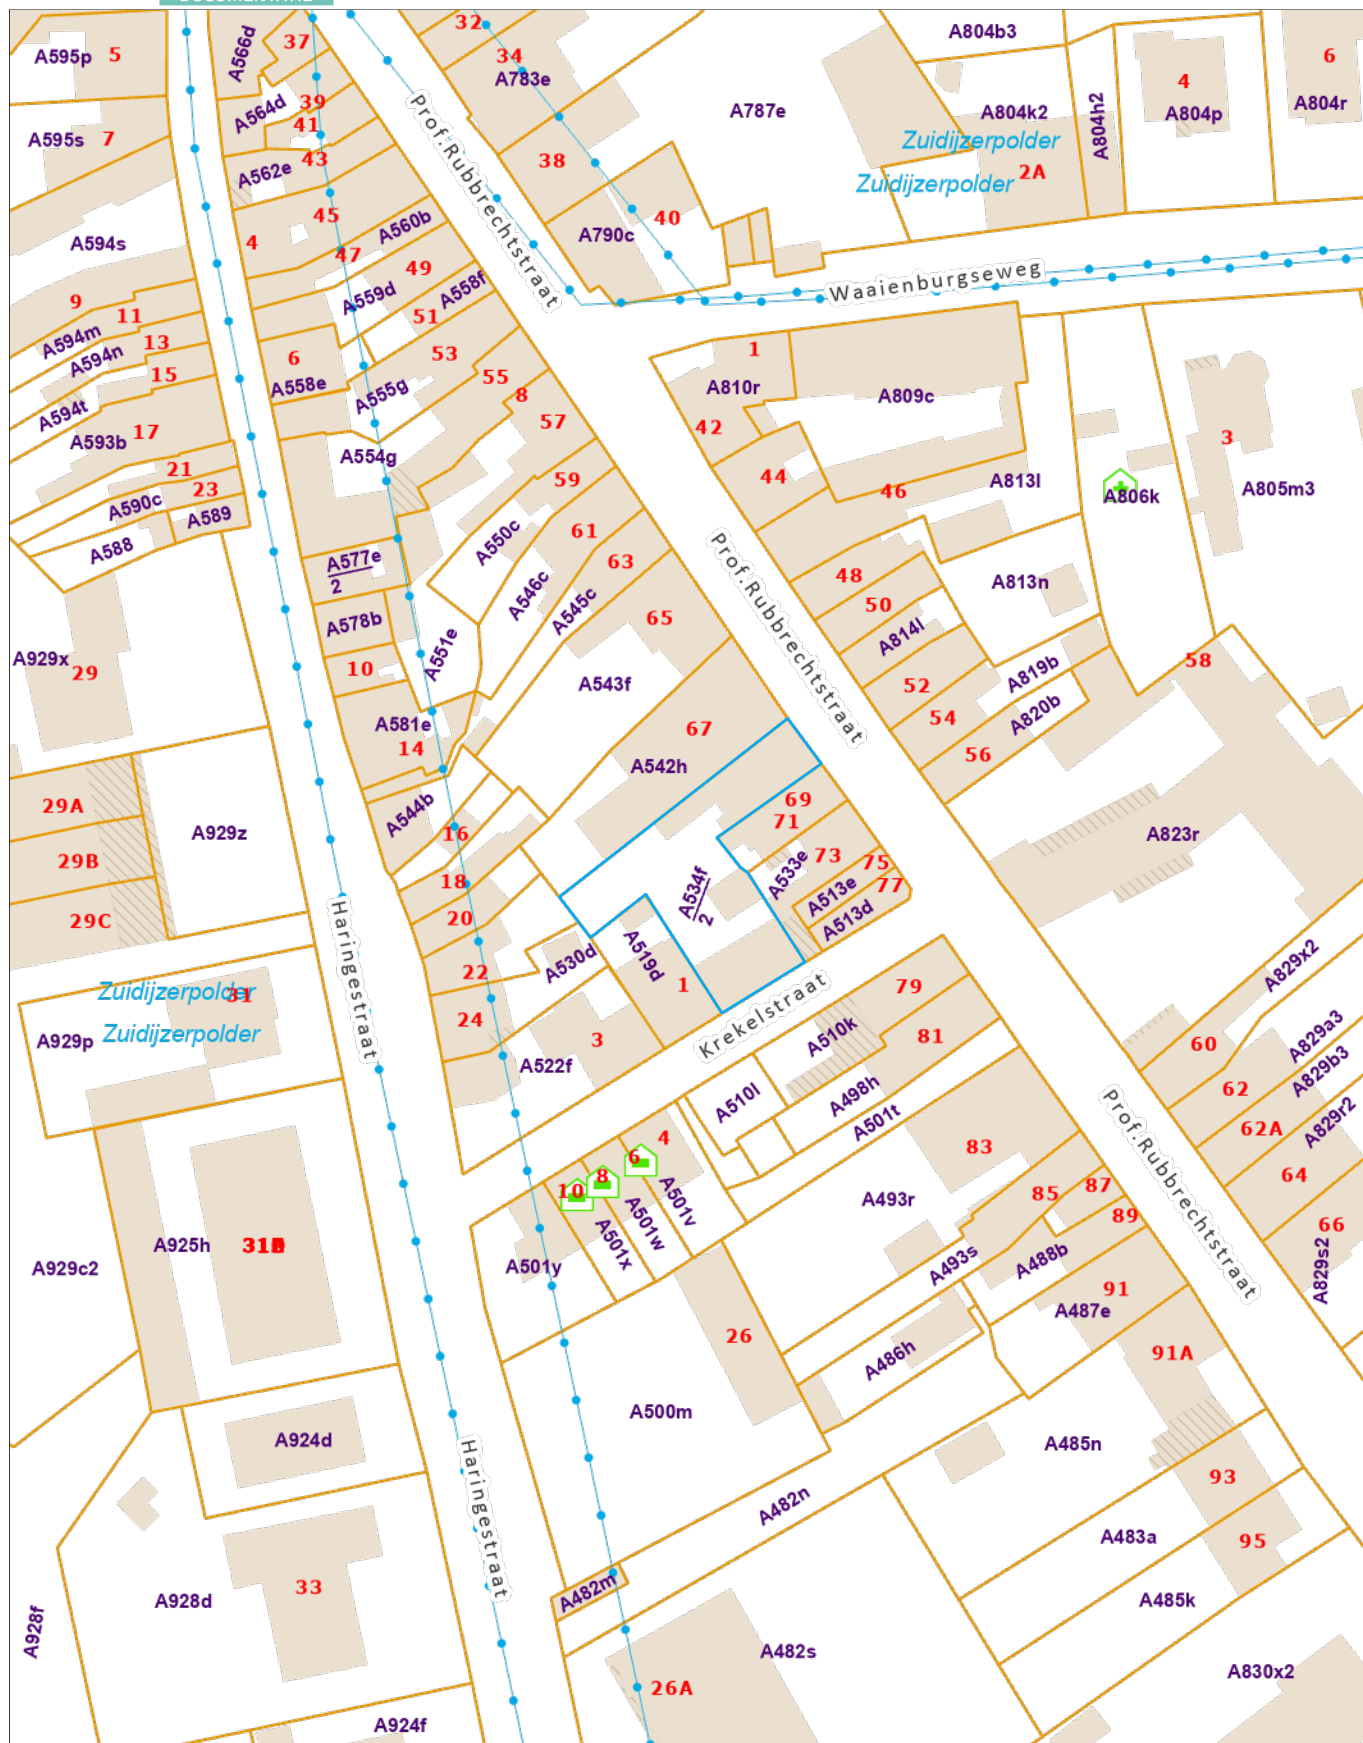 A595p
5
A566d
37
32
34
A783e
A787e
A804b3
A804k2
A804h2
4
A804p
6
A804r
A595s
7
A564d
39
41
43
A562e
Prof.Rubbrechtstraat
38
Zuidijzerpolder
Zuidijzerpolder
2A
A594s
4
45
47
A560b
A790c
40
9
11
A559d
49
A558f
51
Waaienburgseweg
A594m
A594n
13
15
6
A558e
53
55
8
57
A555g
1
A810r
A809c
42
3
A594t
A593b
17
A554g
44
46
A813l
A806k
A805m3
21
23
A590c
A589
A588
59
A550c
61
63
A577e
2
A546c
A545c
Prof.Rubbrechtstraat
48
50
A814l
A813n
A578b
A551e
65
A929x
29
10
A543f
52
54
56
A819b
A820b
58
A581e
14
67
A542h
29A
29B
29C
A929z
A544b
16
18
20
69
71
A533e
73
75
77
A513e
A513d
A534f
2
A823r
Haringestraat
22
24
A530d
A519d
1
3
A522f
Krekelstraat
79
81
A510k
A829x2
Zuidijzerpolder
31
Zuidijzerpolder
A929p
A510l
A498h
A501t
60
62
62A
64
66
A829a3
A829b3
A829r2
A829s2
4
6
8
10
A501v
A501w
A501x
A501y
83
85
87
89
A493r
A493s
A488b
Prof.Rubbrechtstraat
A929c2
A925h
26
A487e
91
91A
A486h
A924d
A500m
A485n
Haringestraat
A482n
93
95
A483a
A485k
33
A928d
A928f
A482m
A482s
26A
A830x2
A924f